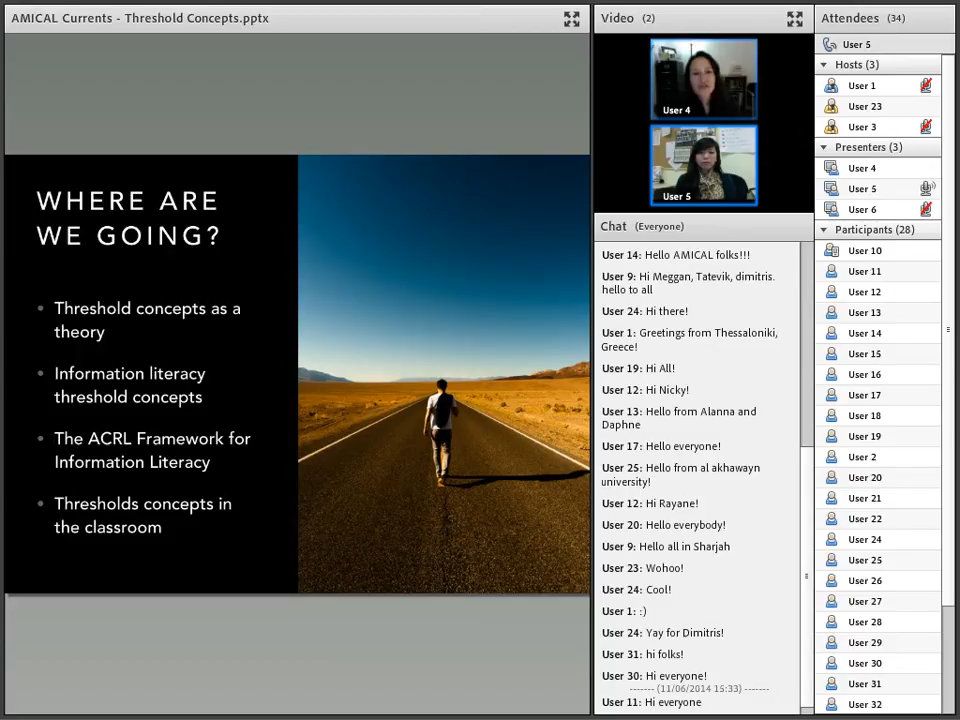 AMICAL Currents - Threshold Concepts.pptx
WHERE ARE
WE GOING?
• Threshold concepts as a
theory
• Information literacy
threshold concepts
• The ACRL Framework for
Information Literacy
• Thresholds concepts in
the classroom
Video (2)
User 4
User 5
Chat (Everyone)
User 14: Hello AMICAL folks!!!
User 9: Hi Meggan, Tatevik, dimitris.
hello to all
User 24: Hi there!
User 1: Greetings from Thessaloniki,
Greece!
User 19: Hi All!
User 12: Hi Nicky!
User 13: Hello from Alanna and
Daphne
User 17: Hello everyone!
User 25: Hello from al akhawayn
university!
User 12: Hi Rayane!
User 20: Hello everybody!
User 9: Hello all in Sharjah
User 23: Wohoo!
User 24: Cool!
User 1: :)
User 24: Yay for Dimitris!
User 31: hi folks!
User 30: Hi everyone!
------- (11/06/2014 15:33) -------
User 11: Hi everyone
Attendees (34)
User 5
Hosts (3)
User 1
User 23
User 3
Presenters (3)
User 4
User 5
User 6
Participants (28)
User 10
User 11
User 12
User 13
User 14
User 15
User 16
User 17
User 18
User 19
User 2
User 20
User 21
User 22
User 24
User 25
User 26
User 27
User 28
User 29
User 30
User 31
User 32